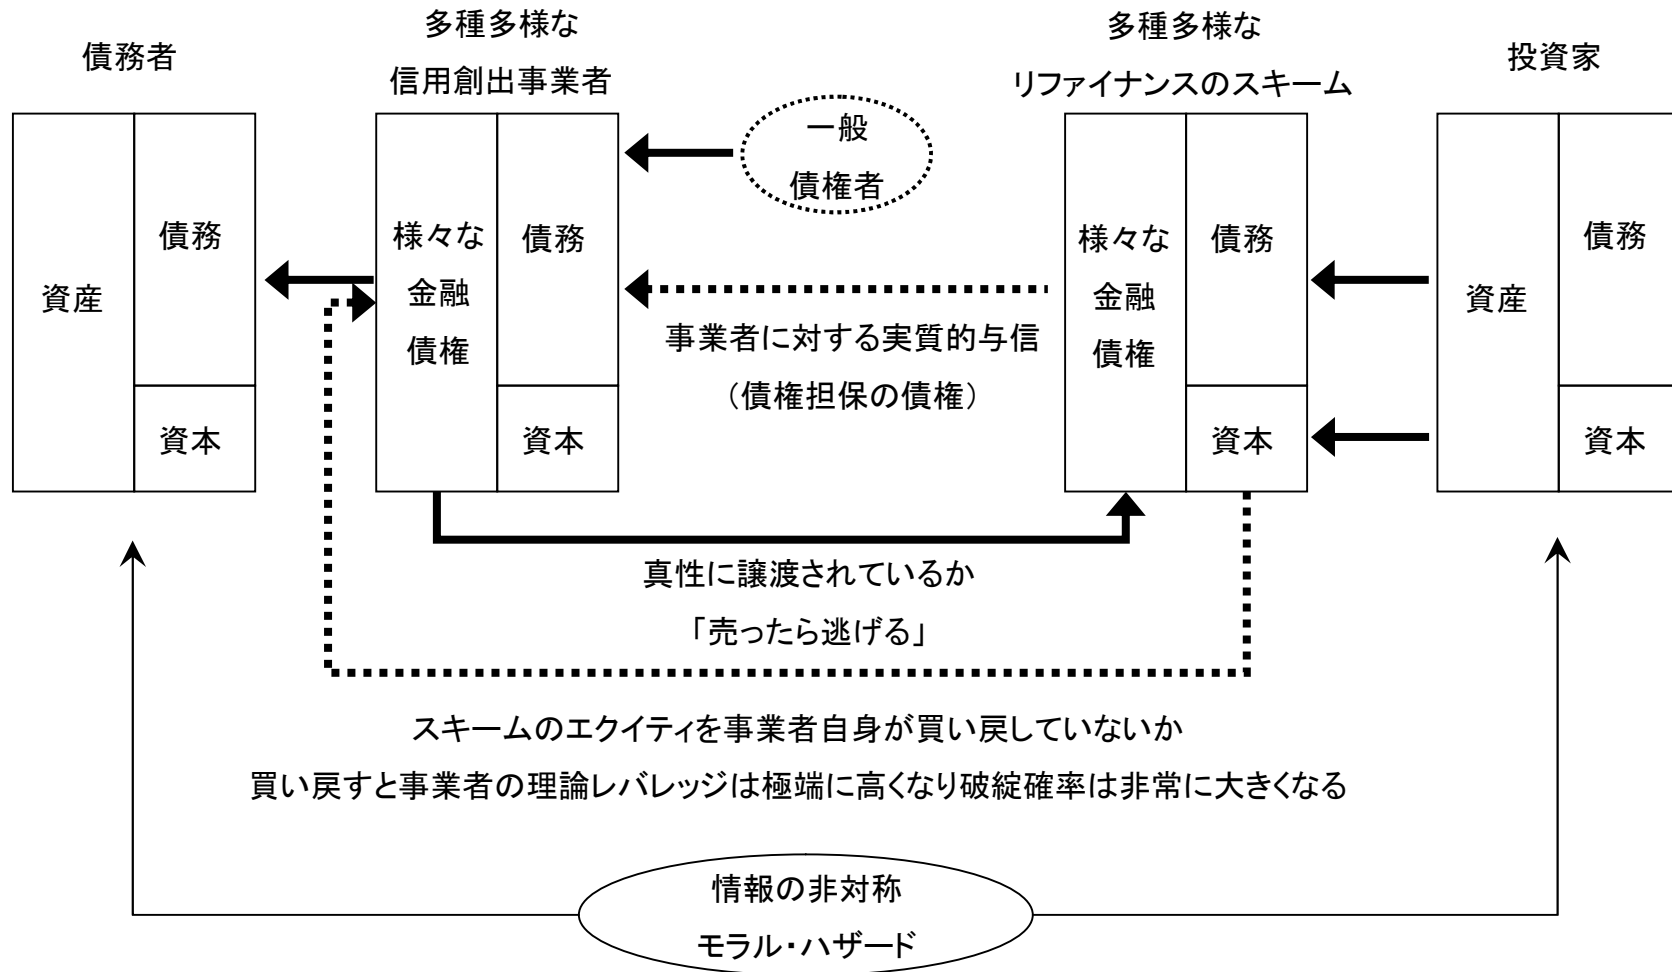 債務者
多種多様な
信用創出事業者
多種多様な
リファイナンスのスキーム
投資家
資産
債務
資本
様々な
金融
債権
債務
資本
一般
債権者
事業者に対する実質的与信
（債権担保の債権）
様々な
金融
債権
債務
資本
資産
債務
資本
真性に譲渡されているか
「売ったら逃げる」
スキームのエクイティを事業者自身が買い戻していないか
買い戻すと事業者の理論レバレッジは極端に高くなり破綻確率は非常に大きくなる
情報の非対称
モラル・ハザード